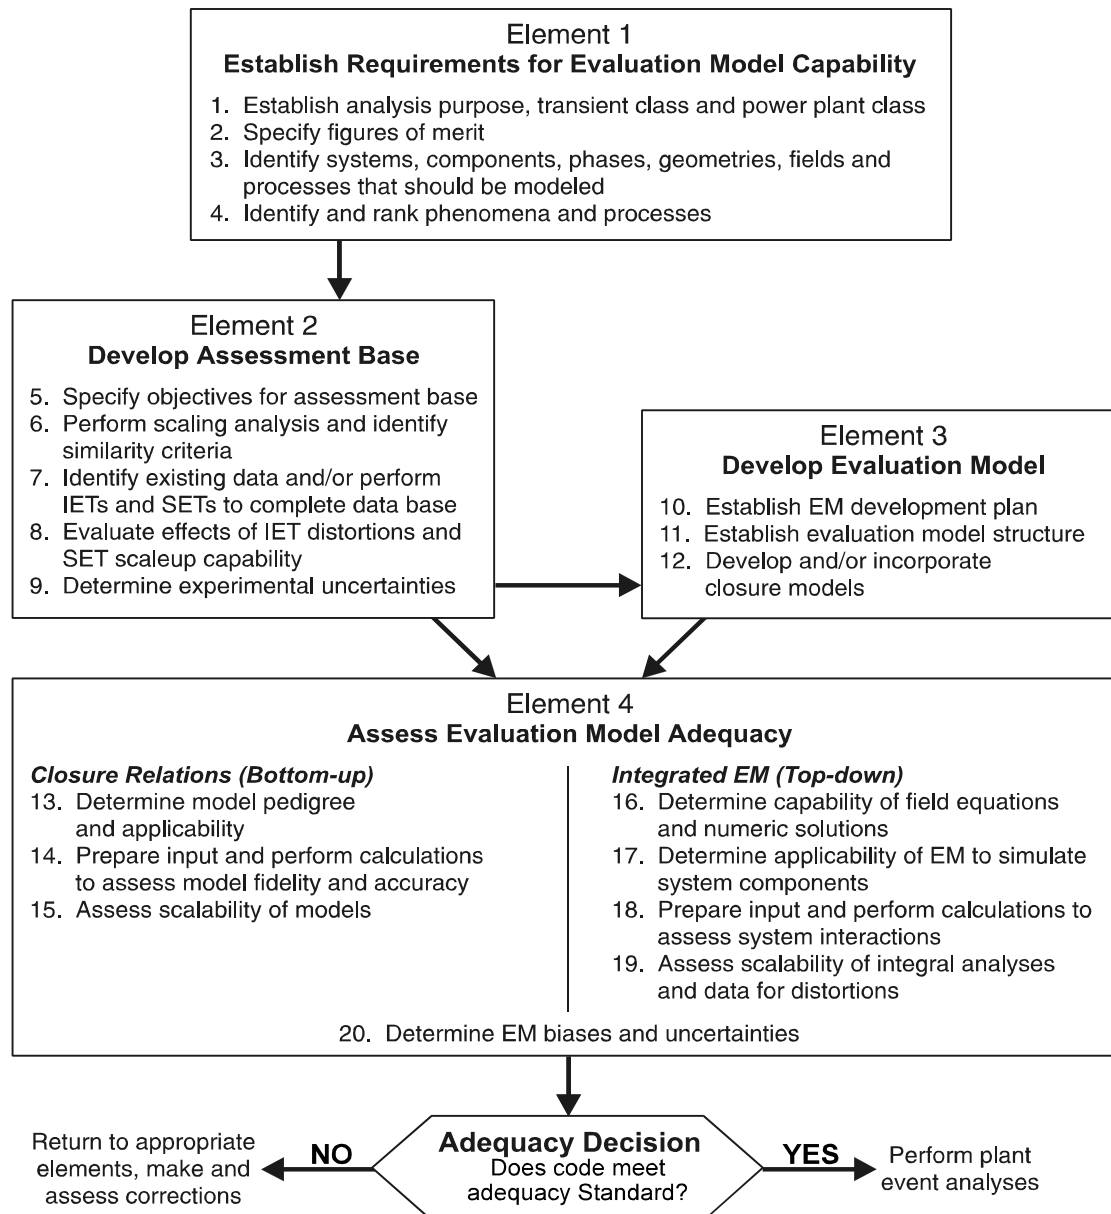 Element 1
Establish Requirements for Evaluation Model Capability
1. Establish analysis purpose, transient class and power plant class
2. Specify figures of merit
3. Identify systems, components, phases, geometries, fields and
processes that should be modeled
4. Identify and rank phenomena and processes
Element 2
Develop Assessment Base
5. Specify objectives for assessment base
6. Perform scaling analysis and identify
similarity criteria
7. Identify existing data and/or perform
IETs and SETs to complete data base
8. Evaluate effects of IET distortions and
SET scaleup capability
9. Determine experimental uncertainties
Element 3
Develop Evaluation Model
10. Establish EM development plan
11. Establish evaluation model structure
12. Develop and/or incorporate
closure models
Element 4
Assess Evaluation Model Adequacy
Closure Relations (Bottom-up)
13. Determine model pedigree
and applicability
14. Prepare input and perform calculations
to assess model fidelity and accuracy
15. Assess scalability of models
Integrated EM (Top-down)
16. Determine capability of field equations
and numeric solutions
17. Determine applicability of EM to simulate
system components
18. Prepare input and perform calculations to
assess system interactions
19. Assess scalability of integral analyses
and data for distortions
20. Determine EM biases and uncertainties
Adequacy Decision
Does code meet
adequacy Standard?
NO
Return to appropriate
elements, make and
assess corrections
YES
Perform plant
event analyses